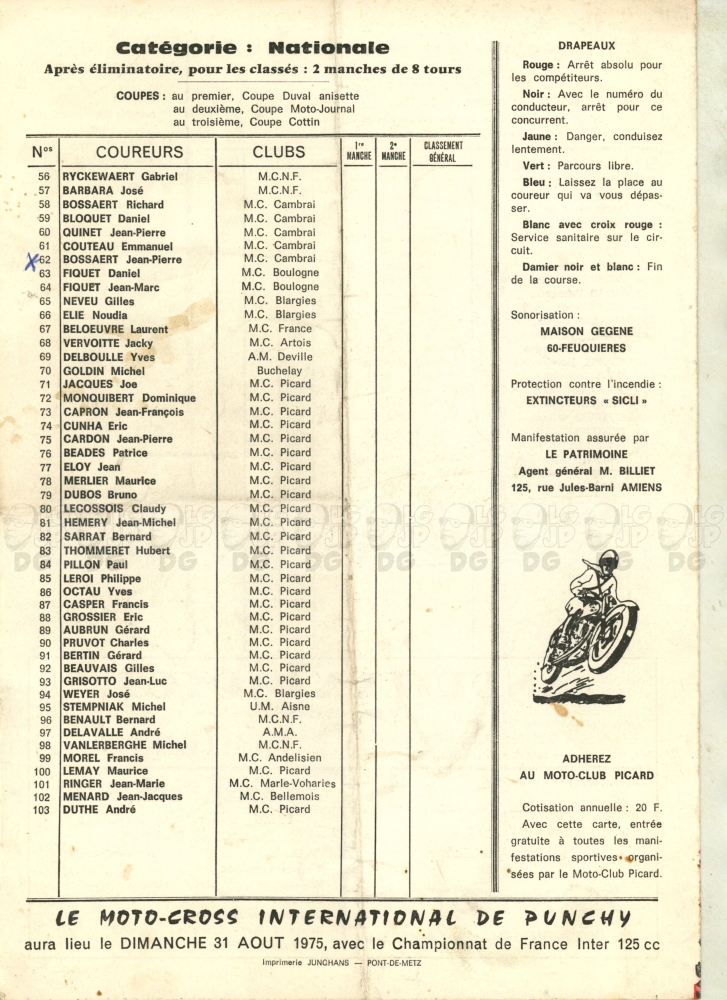 Catégorie : Nationale
Après éliminatoire, pour les classés : 2 manches de 8 tours
COUPES : au premier, Coupe Duval anisette
au deuxième, Coupe Moto-Journal
au troisième, Coupe Cottin
Nos COUREURS CLUBS 1re MANCHE 2e MANCHE CLASSEMENT GÉNÉRAL
56 RYCKEWAERT Gabriel M.C.N.F.
57 BARBARA José M.C.N.F.
58 BOSSAERT Richard M.C. Cambrai
59 BLOQUET Daniel M.C. Cambrai
60 QUINET Jean-Pierre M.C. Cambrai
61 COUTEAU Emmanuel M.C. Cambrai
X 62 BOSSAERT Jean-Pierre M.C. Cambrai
63 FIQUET Daniel M.C. Boulogne
64 FIQUET Jean-Marc M.C. Boulogne
65 NEVEU Gilles M.C. Blargies
66 ELIE Noudia M.C. Blargies
67 BELOEUVRE Laurent M.C. France
68 VERVOITTE Jacky M.C. Artois
69 DELBOULLE Yves A.M. Deville
70 GOLDIN Michel Buchelay
71 JACQUES Joe M.C. Picard
72 MONQUIBERT Dominique M.C. Picard
73 CAPRON Jean-François M.C. Picard
74 CUNHA Eric M.C. Picard
75 CARDON Jean-Pierre M.C. Picard
76 BEADES Patrice M.C. Picard
77 ELOY Jean M.C. Picard
78 MERLIER Maurice M.C. Picard
79 DUBOS Bruno M.C. Picard
80 LECOSSOIS Claudy M.C. Picard
81 HEMERY Jean-Michel M.C. Picard
82 SARRAT Bernard M.C. Picard
83 THOMMERET Hubert M.C. Picard
84 PILLON Paul M.C. Picard
85 LEROI Philippe M.C. Picard
86 OCTAU Yves M.C. Picard
87 CASPER Francis M.C. Picard
88 GROSSIER Eric M.C. Picard
89 AUBRUN Gérard M.C. Picard
90 PRUVOT Charles M.C. Picard
91 BERTIN Gérard M.C. Picard
92 BEAUVAIS Gilles M.C. Picard
93 GRISOTTO Jean-Luc M.C. Picard
94 WEYER José M.C. Blargies
95 STEMPNIAK Michel U.M. Aisne
96 BENAULT Bernard M.C.N.F.
97 DELAVALLE André A.M.A.
98 VANLERBERGHE Michel M.C.N.F.
99 MOREL Francis M.C. Andelisien
100 LEMAY Maurice M.C. Picard
101 RINGER Jean-Marie M.C. Marle-Voharies
102 MENARD Jean-Jacques M.C. Bellemois
103 DUTHE André M.C. Picard
DRAPEAUX
Rouge : Arrêt absolu pour
les compétiteurs.
Noir : Avec le numéro du
conducteur, arrêt pour ce
concurrent.
Jaune : Danger, conduisez
lentement.
Vert : Parcours libre.
Bleu : Laissez la place au
coureur qui va vous dépas-
ser.
Blanc avec croix rouge :
Service sanitaire sur le cir-
cuit.
Damier noir et blanc : Fin
de la course.
Sonorisation :
MAISON GEGENE
60-FEUQUIERES
Protection contre l'incendie :
EXTINCTEURS « SICLI »
Manifestation assurée par
LE PATRIMOINE
Agent général M. BILLIET
125, rue Jules-Barni AMIENS
ADHEREZ
AU MOTO-CLUB PICARD
Cotisation annuelle : 20 F.
Avec cette carte, entrée
gratuite à toutes les mani-
festations sportives organi-
sées par le Moto-Club Picard.
LE MOTO-CROSS INTERNATIONAL DE PUNCHY
aura lieu le DIMANCHE 31 AOUT 1975, avec le Championnat de France Inter 125 cc
Imprimerie JUNGHANS — PONT-DE-METZ